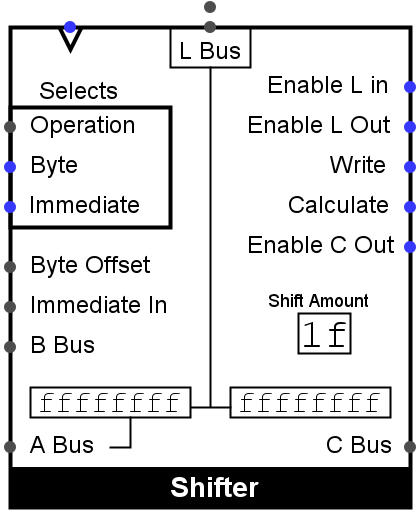 L Bus
Selects
Enable L in
Operation
Enable L Out
Byte
Write
Immediate
Calculate
Enable C Out
Byte Offset
Immediate In
Shift Amount
1f
B Bus
ffffffff
ffffffff
A Bus
C Bus
Shifter